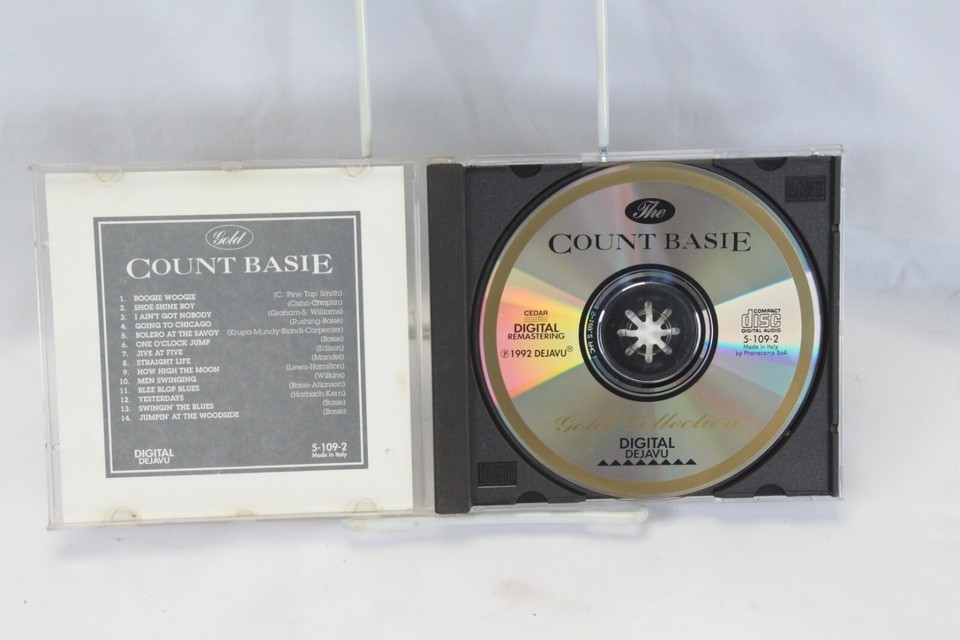 Gold
COUNT BASIE
1. BOOGIE WOOGIE (C. 'Pine Top' Smith)
2. SHOE SHINE BOY (Cahn-Chaplin)
3. I AIN'T GOT NOBODY (Graham-S. Williams)
4. GOING TO CHICAGO (Rushing-Basie)
5. BOLERO AT THE SAVOY (Krupa-Mundy-Biondi-Carpenter)
6. ONE O'CLOCK JUMP (Basie)
7. JIVE AT FIVE (Edison)
8. STRAIGHT LIFE (Mandel)
9. HOW HIGH THE MOON (Lewis-Hamilton)
10. MEN SWINGING (Wilkins)
11. BLEE BLOP BLUES (Basie-Atkinson)
12. YESTERDAYS (Harbach-Kern)
13. SWINGIN' THE BLUES (Basie)
14. JUMPIN' AT THE WOODSIDE (Basie)
DIGITAL
DEJAVU
5-109-2
Made in Italy
The
COUNT BASIE
CEDAR
DIGITAL
REMASTERING
℗ 1992 DEJAVU®
COMPACT
disc
DIGITAL AUDIO
5-109-2
Made in Italy
by Phonocomp SpA
Gold Collection
DIGITAL
DEJAVU